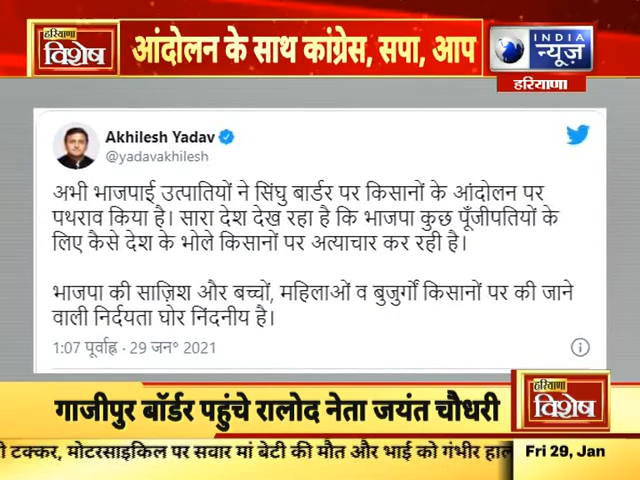 हरियाणा
विशेष
आंदोलन के साथ कांग्रेस, सपा, आप
INDIA
न्यूज़
हरियाणा
Akhilesh Yadav
@yadavakhilesh
अभी भाजपाई उत्पातियों ने सिंघु बार्डर पर किसानों के आंदोलन पर
पथराव किया है। सारा देश देख रहा है कि भाजपा कुछ पूँजीपतियों के
लिए कैसे देश के भोले किसानों पर अत्याचार कर रही है।
भाजपा की साज़िश और बच्चों, महिलाओं व बुजुर्गों किसानों पर की जाने
वाली निर्दयता घोर निंदनीय है।
1:07 पूर्वाह्न · 29 जन॰ 2021
गाजीपुर बॉर्डर पहुंचे रालोद नेता जयंत चौधरी
हरियाणा
विशेष
टक्कर, मोटरसाइकिल पर सवार मां बेटी की मौत और भाई को गंभीर
Fri 29, Jan